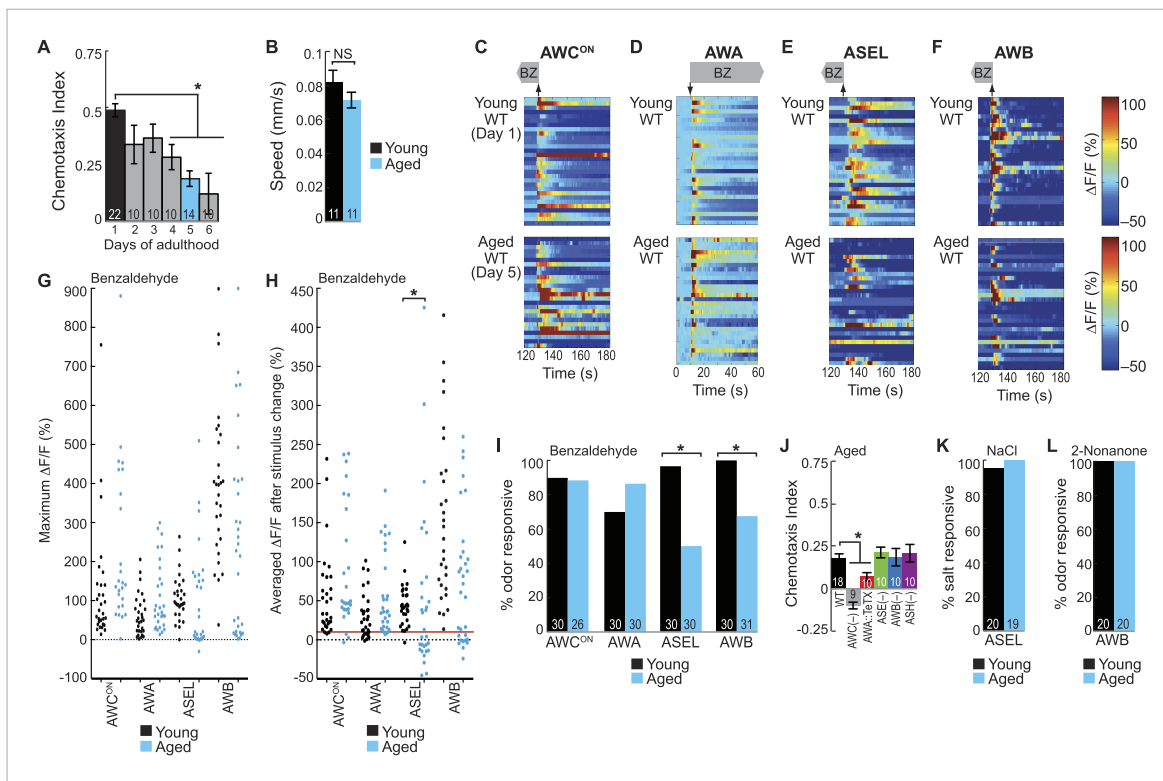 A
Chemotaxis Index
0.75
0.5
0.25
0
*
22
10
10
10
14
1 2 3 4 5 6
Days of adulthood
B
Speed (mm/s)
0.1
0.08
0.06
0.04
0.02
0
NS
11
11
Young
Aged
C
AWC^ON
BZ
Young
WT
(Day 1)
Aged
WT
(Day 5)
120 140 160 180
Time (s)
D
AWA
BZ
Young
WT
Aged
WT
0 20 40 60
Time (s)
E
ASEL
BZ
Young
WT
Aged
WT
120 140 160 180
Time (s)
F
AWB
BZ
Young
WT
Aged
WT
120 140 160 180
Time (s)
100
50
0
−50
ΔF/F (%)
100
50
0
−50
ΔF/F (%)
G
Benzaldehyde
Maximum ΔF/F (%)
900
800
700
600
500
400
300
200
100
0
-100
AWC^ON
AWA
ASEL
AWB
Young
Aged
H
Benzaldehyde
Averaged ΔF/F after stimulus change (%)
450
400
350
300
250
200
150
100
50
0
-50
*
AWC^ON
AWA
ASEL
AWB
Young
Aged
I
Benzaldehyde
% odor responsive
100
80
60
40
20
0
*
*
30 26 30 30 30 30 30 31
AWC^ON AWA ASEL AWB
Young
Aged
J
Aged
Chemotaxis Index
0.75
0.5
0.25
0
-0.25
*
18
9
10
10
10
10
WT
AWC(−)
AWA::TeTX
ASE(−)
AWB(−)
ASH(−)
K
NaCl
% salt responsive
100
80
60
40
20
0
20 19
ASEL
Young
Aged
L
2-Nonanone
% odor responsive
100
80
60
40
20
0
20 20
AWB
Young
Aged